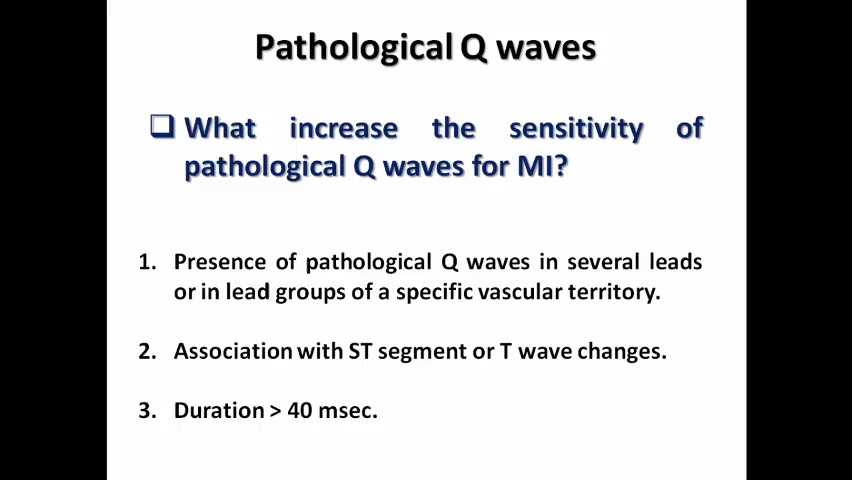 Pathological Q waves
What increase the sensitivity of
pathological Q waves for MI?
1. Presence of pathological Q waves in several leads
or in lead groups of a specific vascular territory.
2. Association with ST segment or T wave changes.
3. Duration > 40 msec.